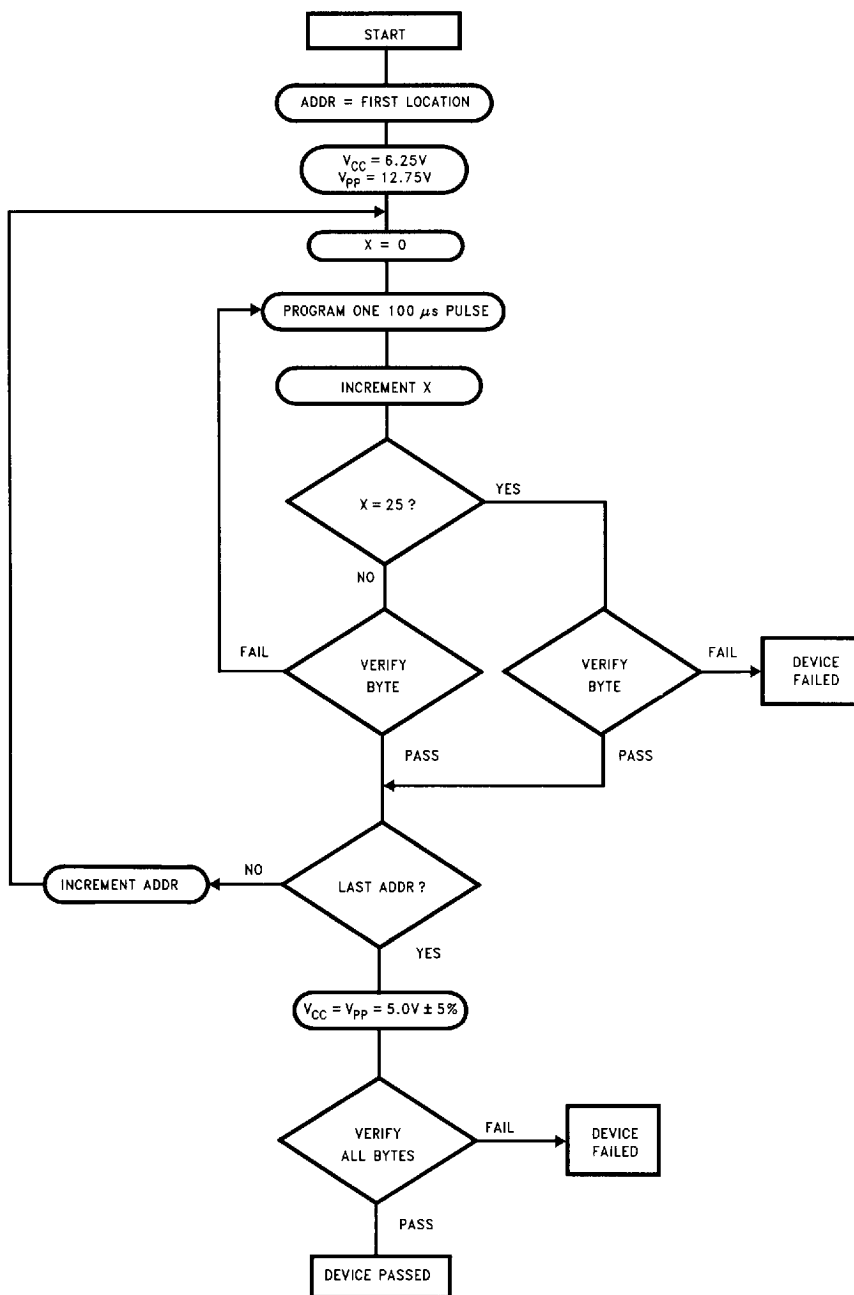 START
ADDR = FIRST LOCATION
VCC = 6.25V
VPP = 12.75V
X = 0
PROGRAM ONE 100 µs PULSE
INCREMENT X
X = 25 ?
YES
NO
FAIL
VERIFY
BYTE
VERIFY
BYTE
FAIL
DEVICE
FAILED
PASS
PASS
INCREMENT ADDR
NO
LAST ADDR ?
YES
VCC = VPP = 5.0V ± 5%
VERIFY
ALL BYTES
FAIL
DEVICE
FAILED
PASS
DEVICE PASSED